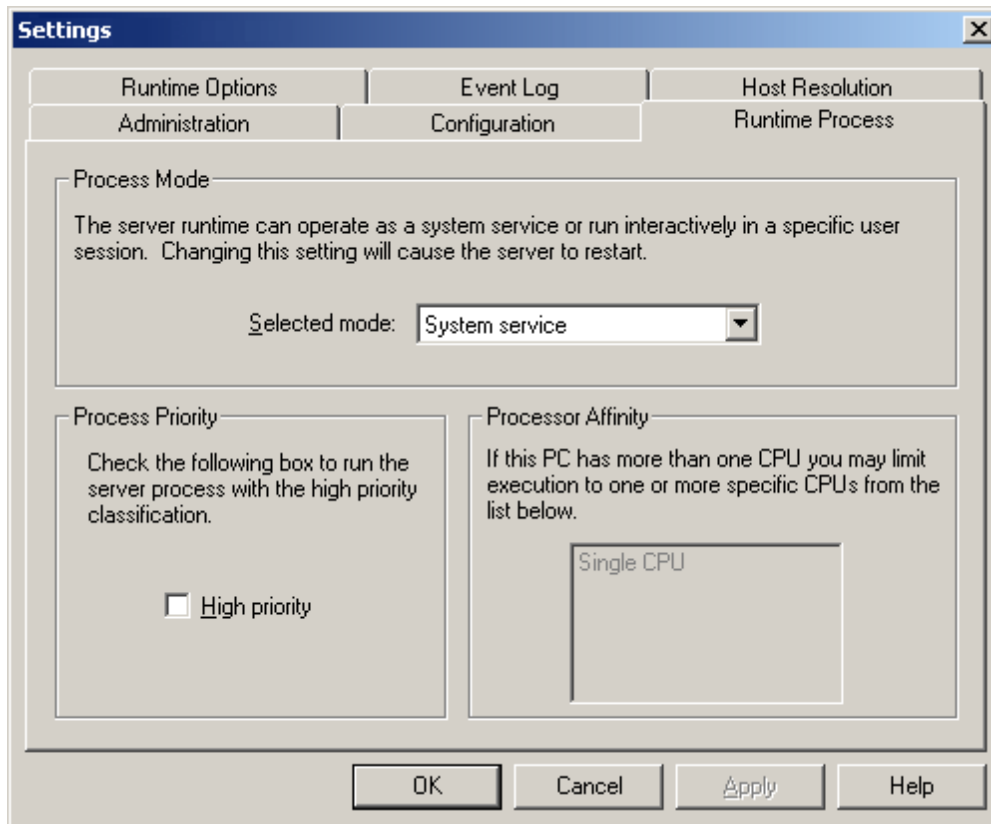 Settings
Runtime Options
Event Log
Host Resolution
Administration
Configuration
Runtime Process
Process Mode
The server runtime can operate as a system service or run interactively in a specific user
session.  Changing this setting will cause the server to restart.
Selected mode:
System service
Process Priority
Check the following box to run the
server process with the high priority
classification.
High priority
Processor Affinity
If this PC has more than one CPU you may limit
execution to one or more specific CPUs from the
list below.
Single CPU
OK
Cancel
Apply
Help